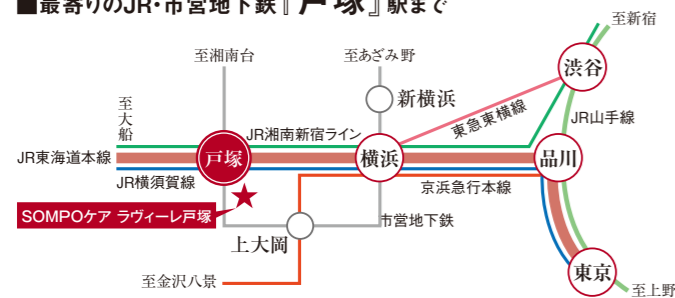 ■最寄りのJR・市営地下鉄『戸塚』駅まで
至新宿
至湘南台
至あざみ野
渋谷
至大船
新横浜
東急東横線
JR山手線
JR湘南新宿ライン
JR東海道本線
戸塚
横浜
品川
JR横須賀線
京浜急行本線
SOMPOケア ラヴィーレ戸塚
市営地下鉄
上大岡
至金沢八景
東京
至上野